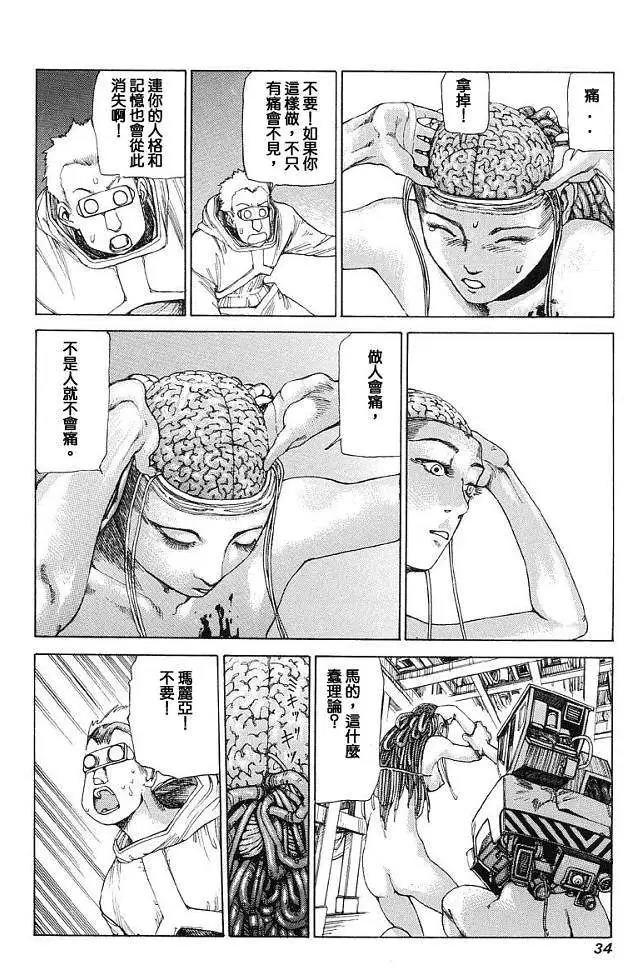 痛．．
拿掉！
不要！如果你
這樣做，不只
有痛會不見，
連你的人格和
記憶也會從此
消失啊！
做人會痛，
不是人就不會痛。
馬的，這什麼
蠢理論？
瑪麗亞！
不要！
34